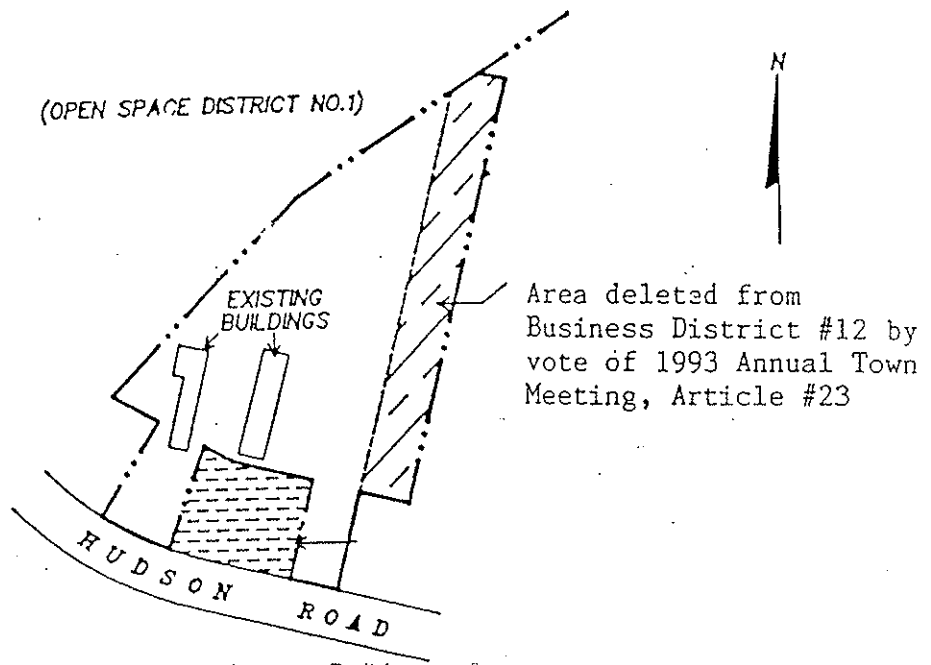 (OPEN SPACE DISTRICT NO.1)
N
EXISTING
BUILDINGS
Area deleted from
Business District #12 by
vote of 1993 Annual Town
Meeting, Article #23
HUDSON ROAD